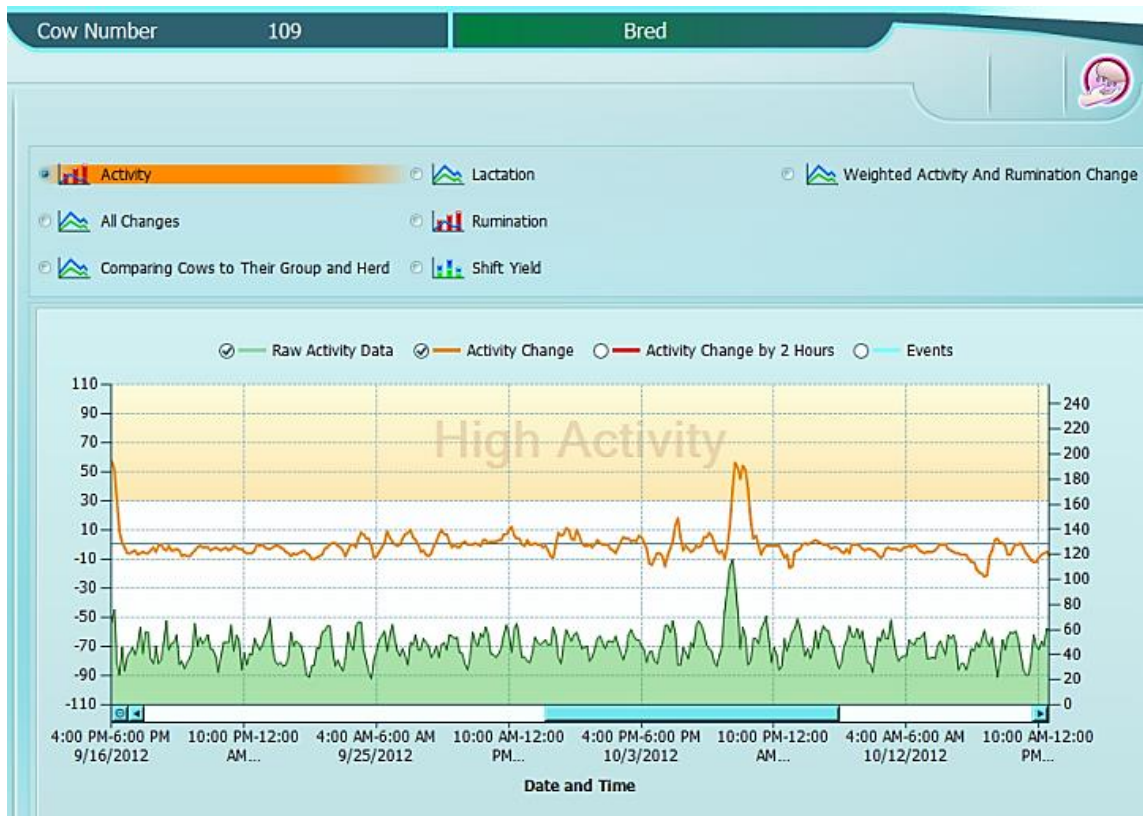 Cow Number 109 Bred
Activity Lactation Weighted Activity And Rumination Change
All Changes Rumination
Comparing Cows to Their Group and Herd Shift Yield
Raw Activity Data Activity Change Activity Change by 2 Hours Events
High Activity
110
90
70
50
30
10
-10
-30
-50
-70
-90
-110
240
220
200
180
160
140
120
100
80
60
40
20
0
4:00 PM-6:00 PM 10:00 PM-12:00 4:00 AM-6:00 AM 10:00 AM-12:00 4:00 PM-6:00 PM 10:00 PM-12:00 4:00 AM-6:00 AM 10:00 AM-12:00
9/16/2012 AM... 9/25/2012 PM... 10/3/2012 AM... 10/12/2012 PM...
Date and Time